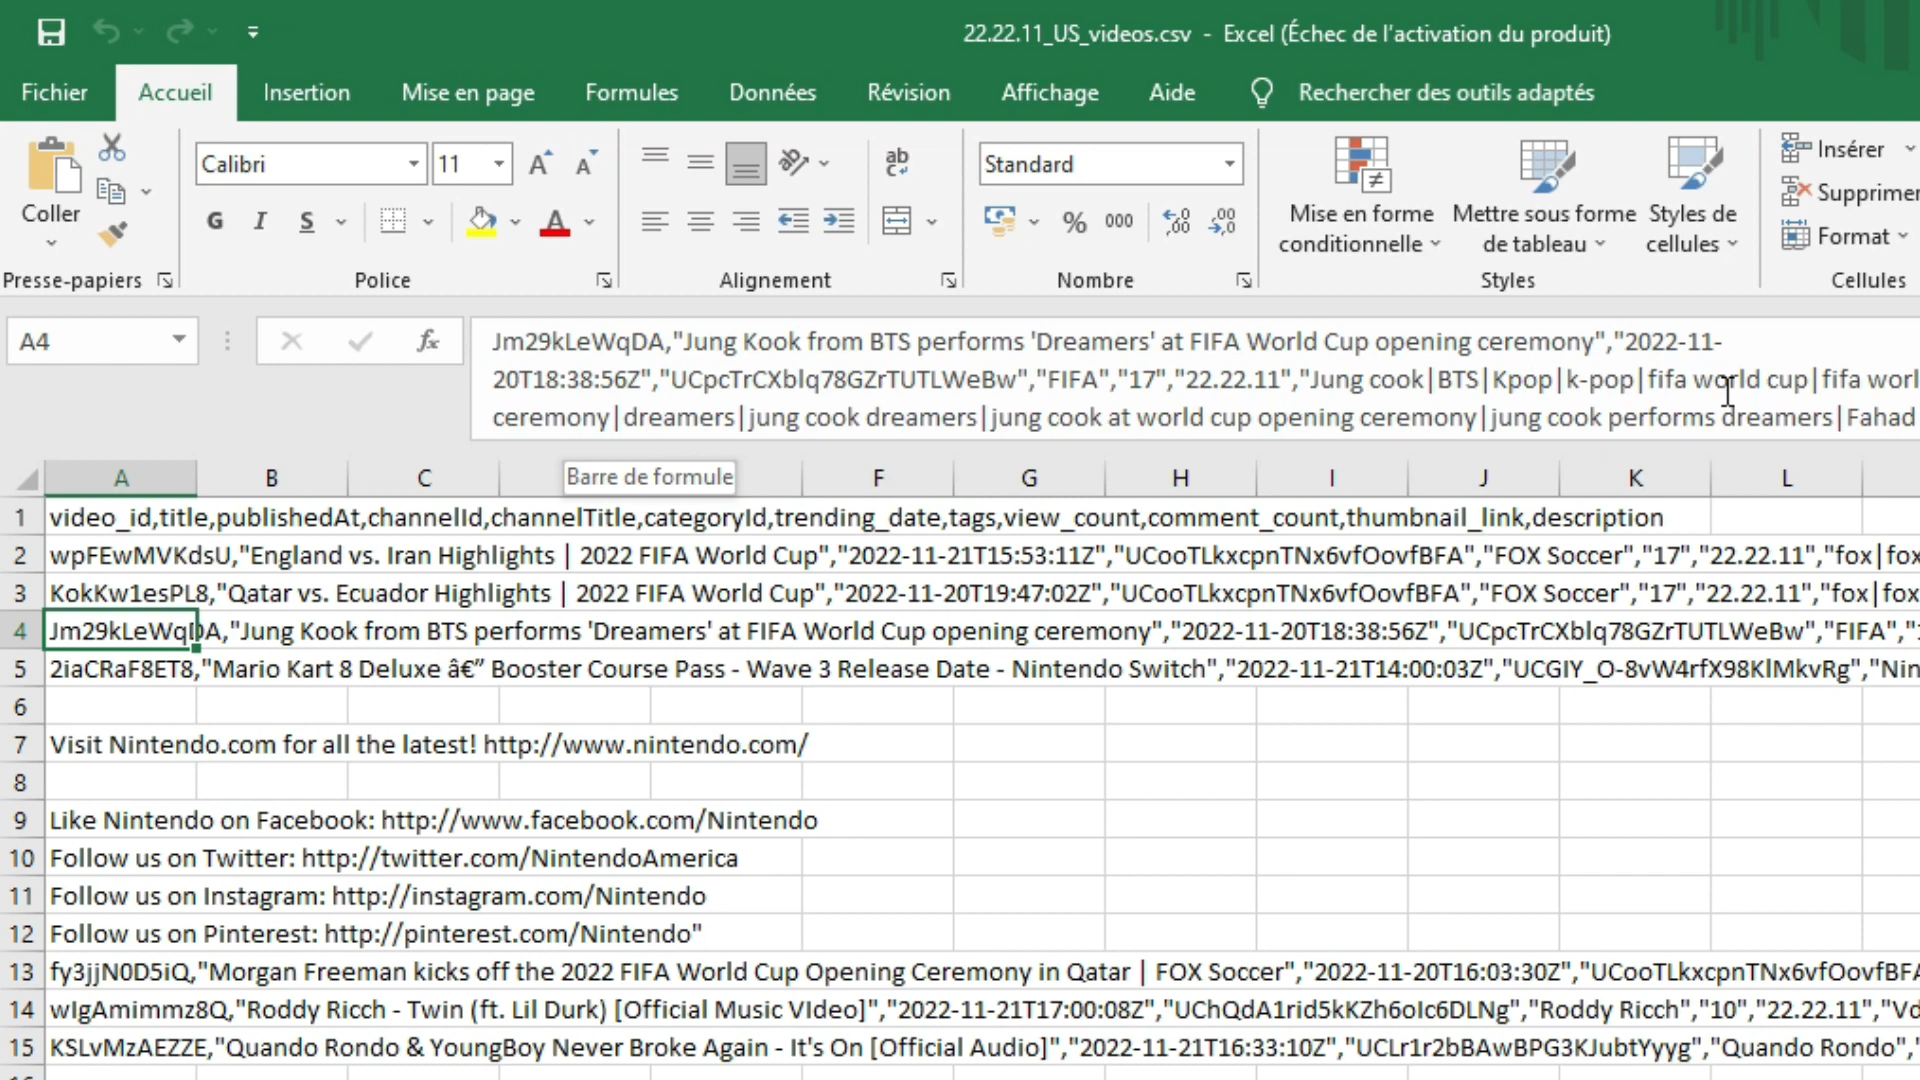 22.22.11_US_videos.csv - Excel (Échec de l'activation du produit)
Fichier Accueil Insertion Mise en page Formules Données Révision Affichage Aide Rechercher des outils adaptés
Coller
Presse-papiers
Calibri 11
G I S
Police
Alignement
Standard
% 000
Nombre
Mise en forme conditionnelle
Mettre sous forme de tableau
Styles de cellules
Styles
Insérer
Supprimer
Format
Cellules
A4
fx
Jm29kLeWqDA,"Jung Kook from BTS performs 'Dreamers' at FIFA World Cup opening ceremony","2022-11-
20T18:38:56Z","UCpcTrCXblq78GZrTUTLWeBw","FIFA","17","22.22.11","Jung cook|BTS|Kpop|k-pop|fifa world cup|fifa worl
ceremony|dreamers|jung cook dreamers|jung cook at world cup opening ceremony|jung cook performs dreamers|Fahad
A B C Barre de formule F G H I J K L
1 video_id,title,publishedAt,channelId,channelTitle,categoryId,trending_date,tags,view_count,comment_count,thumbnail_link,description
2 wpFEwMVKdsU,"England vs. Iran Highlights | 2022 FIFA World Cup","2022-11-21T15:53:11Z","UCooTLkxcpnTNx6vfOovfBFA","FOX Soccer","17","22.22.11","fox|fox
3 KokKw1esPL8,"Qatar vs. Ecuador Highlights | 2022 FIFA World Cup","2022-11-20T19:47:02Z","UCooTLkxcpnTNx6vfOovfBFA","FOX Soccer","17","22.22.11","fox|fox
4 Jm29kLeWqDA,"Jung Kook from BTS performs 'Dreamers' at FIFA World Cup opening ceremony","2022-11-20T18:38:56Z","UCpcTrCXblq78GZrTUTLWeBw","FIFA","1
5 2iaCRaF8ET8,"Mario Kart 8 Deluxe â€” Booster Course Pass - Wave 3 Release Date - Nintendo Switch","2022-11-21T14:00:03Z","UCGIY_O-8vW4rfX98KlMkvRg","Nin
6
7 Visit Nintendo.com for all the latest! http://www.nintendo.com/
8
9 Like Nintendo on Facebook: http://www.facebook.com/Nintendo
10 Follow us on Twitter: http://twitter.com/NintendoAmerica
11 Follow us on Instagram: http://instagram.com/Nintendo
12 Follow us on Pinterest: http://pinterest.com/Nintendo"
13 fy3jjN0D5iQ,"Morgan Freeman kicks off the 2022 FIFA World Cup Opening Ceremony in Qatar | FOX Soccer","2022-11-20T16:03:30Z","UCooTLkxcpnTNx6vfOovfBFA
14 wIgAmimmz8Q,"Roddy Ricch - Twin (ft. Lil Durk) [Official Music VIdeo]","2022-11-21T17:00:08Z","UChQdA1rid5kKZh6oIc6DLNg","Roddy Ricch","10","22.22.11","Vd
15 KSLvMzAEZZE,"Quando Rondo & YoungBoy Never Broke Again - It's On [Official Audio]","2022-11-21T16:33:10Z","UCLr1r2bBAwBPG3KJubtYyyg","Quando Rondo","